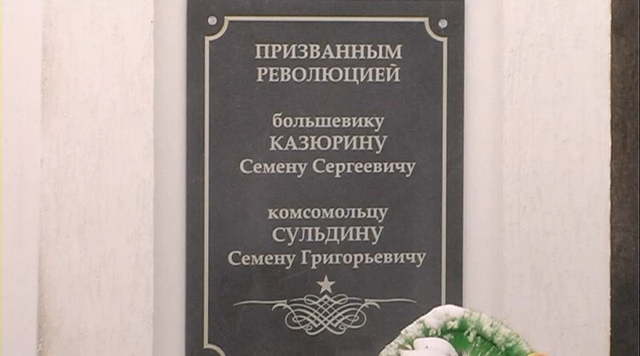 ПРИЗВАННЫМ
РЕВОЛЮЦИЕЙ
большевику
КАЗЮРИНУ
Семену Сергеевичу
комсомольцу
СУЛЬДИНУ
Семену Григорьевичу